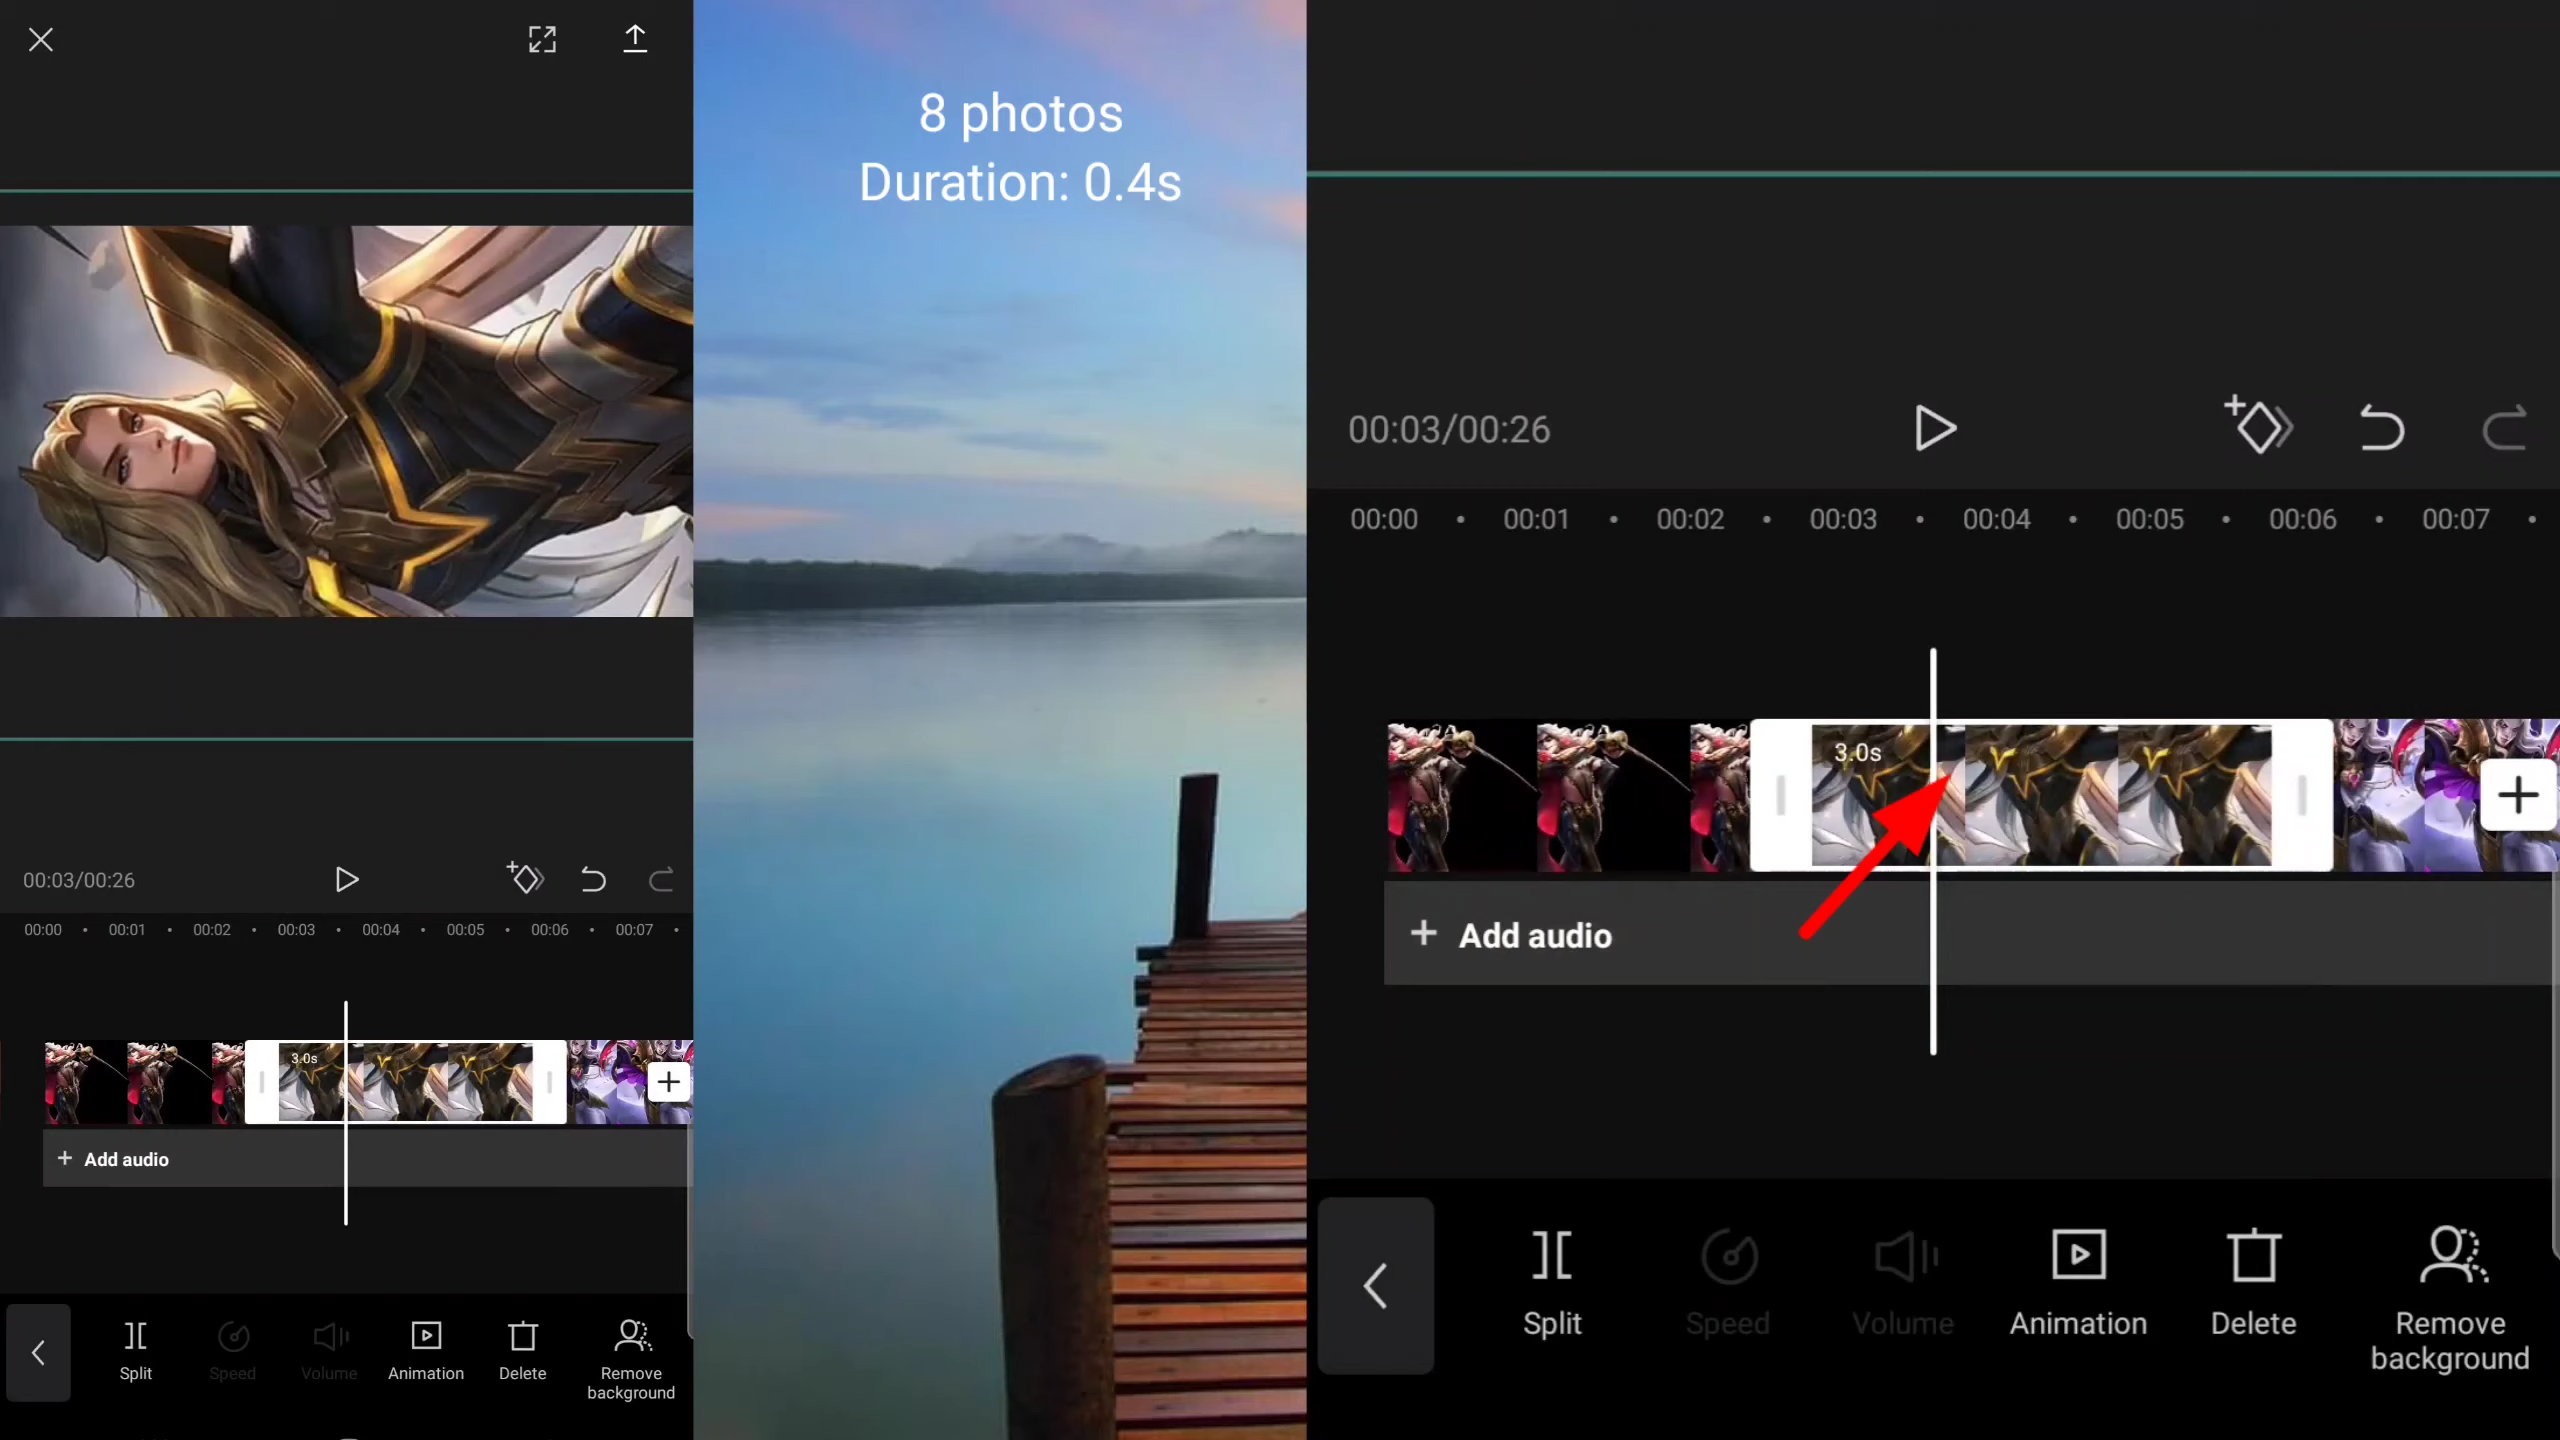 00:03/00:26
00:00 00:01 00:02 00:03 00:04 00:05 00:06 00:07
3.0s
+
+ Add audio
Split Speed Volume Animation Delete Remove background
8 photos
Duration: 0.4s
00:03/00:26
00:00 00:01 00:02 00:03 00:04 00:05 00:06 00:07
3.0s
+
+ Add audio
Split Speed Volume Animation Delete Remove background